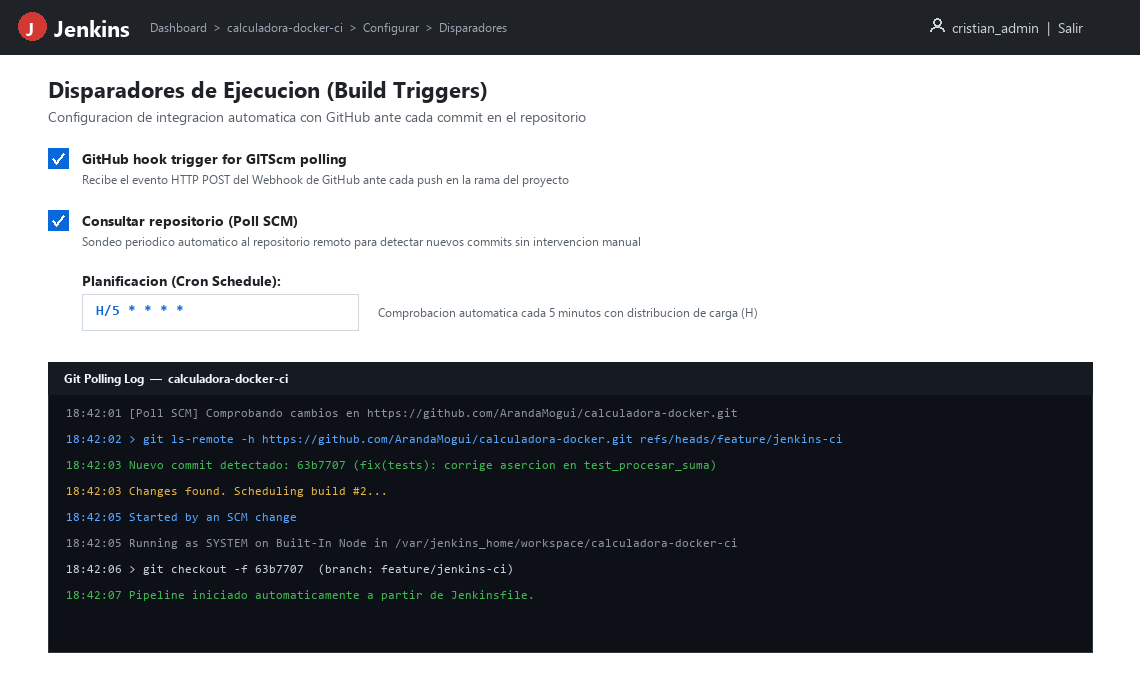 J Jenkins Dashboard > calculadora-docker-ci > Configurar > Disparadores cristian_admin | Salir
Disparadores de Ejecucion (Build Triggers)
Configuracion de integracion automatica con GitHub ante cada commit en el repositorio
GitHub hook trigger for GITScm polling
Recibe el evento HTTP POST del Webhook de GitHub ante cada push en la rama del proyecto
Consultar repositorio (Poll SCM)
Sondeo periodico automatico al repositorio remoto para detectar nuevos commits sin intervencion manual
Planificacion (Cron Schedule):
H/5 * * * * Comprobacion automatica cada 5 minutos con distribucion de carga (H)
Git Polling Log — calculadora-docker-ci
18:42:01 [Poll SCM] Comprobando cambios en https://github.com/ArandaMogui/calculadora-docker.git
18:42:02 > git ls-remote -h https://github.com/ArandaMogui/calculadora-docker.git refs/heads/feature/jenkins-ci
18:42:03 Nuevo commit detectado: 63b7707 (fix(tests): corrige asercion en test_procesar_suma)
18:42:03 Changes found. Scheduling build #2...
18:42:05 Started by an SCM change
18:42:05 Running as SYSTEM on Built-In Node in /var/jenkins_home/workspace/calculadora-docker-ci
18:42:06 > git checkout -f 63b7707 (branch: feature/jenkins-ci)
18:42:07 Pipeline iniciado automaticamente a partir de Jenkinsfile.